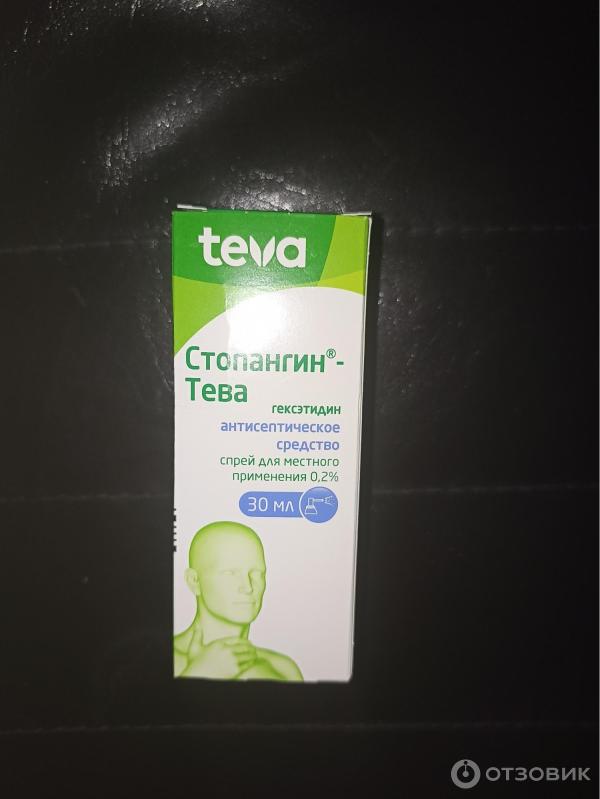 teva
Стопангин®-
Тева
гексэтидин
антисептическое
средство
спрей для местного
применения 0,2%
30 мл
ОТЗОВИК